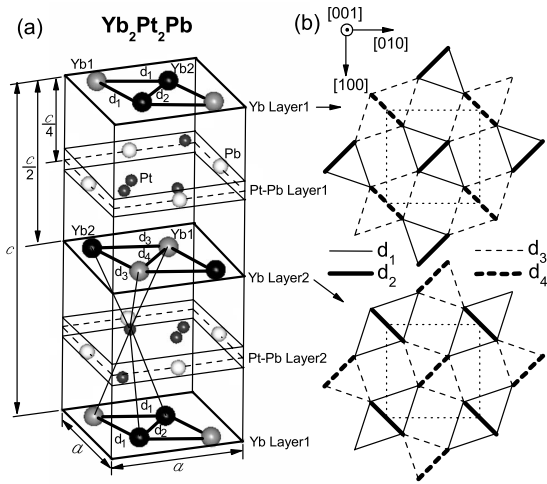 (a)
Yb₂Pt₂Pb
Yb1
d₁
Yb2
d₁
d₂
Yb Layer1
c/4
c/2
c
Pb
Pt
Pt-Pb Layer1
Yb2
d₃
Yb1
d₄
d₃
Yb Layer2
Pt-Pb Layer2
d₁
d₁
d₂
Yb Layer1
a
a
(b)
[001]
[010]
[100]
d₁
d₃
d₂
d₄